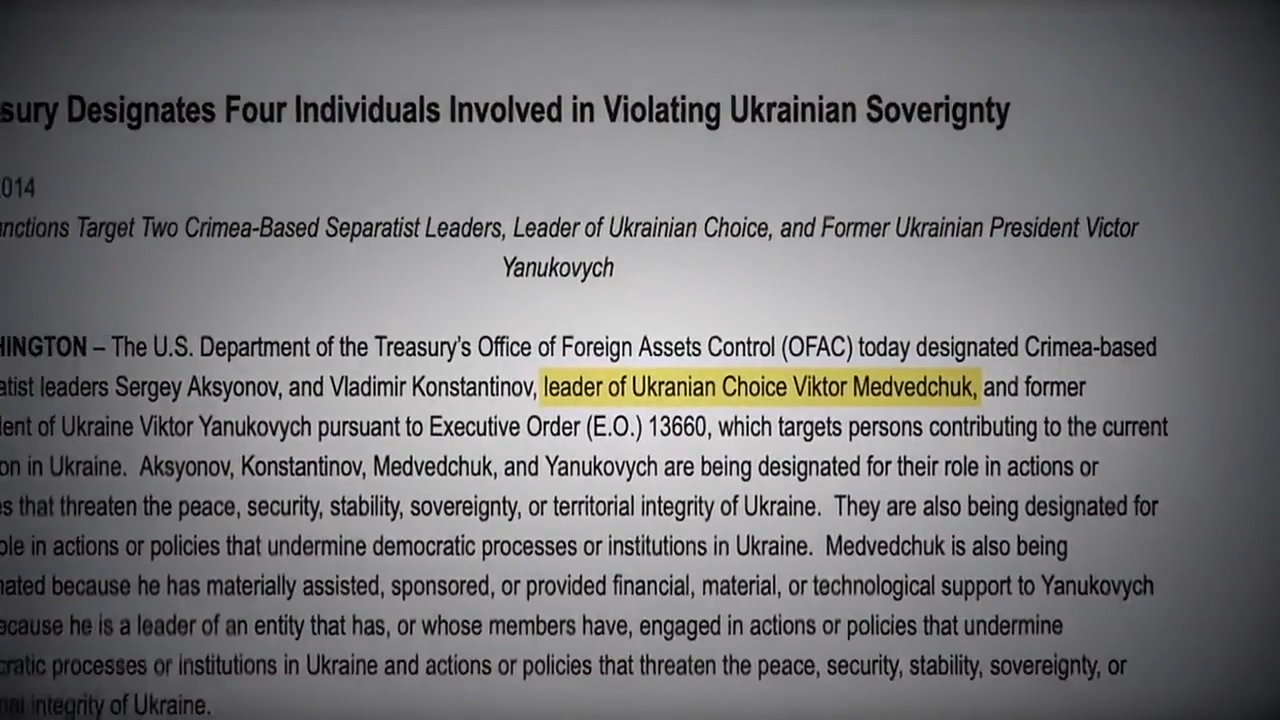 sury Designates Four Individuals Involved in Violating Ukrainian Soverignty
014
nctions Target Two Crimea-Based Separatist Leaders, Leader of Ukrainian Choice, and Former Ukrainian President Victor
Yanukovych
HINGTON – The U.S. Department of the Treasury's Office of Foreign Assets Control (OFAC) today designated Crimea-based
atist leaders Sergey Aksyonov, and Vladimir Konstantinov, leader of Ukranian Choice Viktor Medvedchuk, and former
ent of Ukraine Viktor Yanukovych pursuant to Executive Order (E.O.) 13660, which targets persons contributing to the current
on in Ukraine. Aksyonov, Konstantinov, Medvedchuk, and Yanukovych are being designated for their role in actions or
s that threaten the peace, security, stability, sovereignty, or territorial integrity of Ukraine. They are also being designated for
ole in actions or policies that undermine democratic processes or institutions in Ukraine. Medvedchuk is also being
nated because he has materially assisted, sponsored, or provided financial, material, or technological support to Yanukovych
ecause he is a leader of an entity that has, or whose members have, engaged in actions or policies that undermine
cratic processes or institutions in Ukraine and actions or policies that threaten the peace, security, stability, sovereignty, or
integrity of Ukraine.